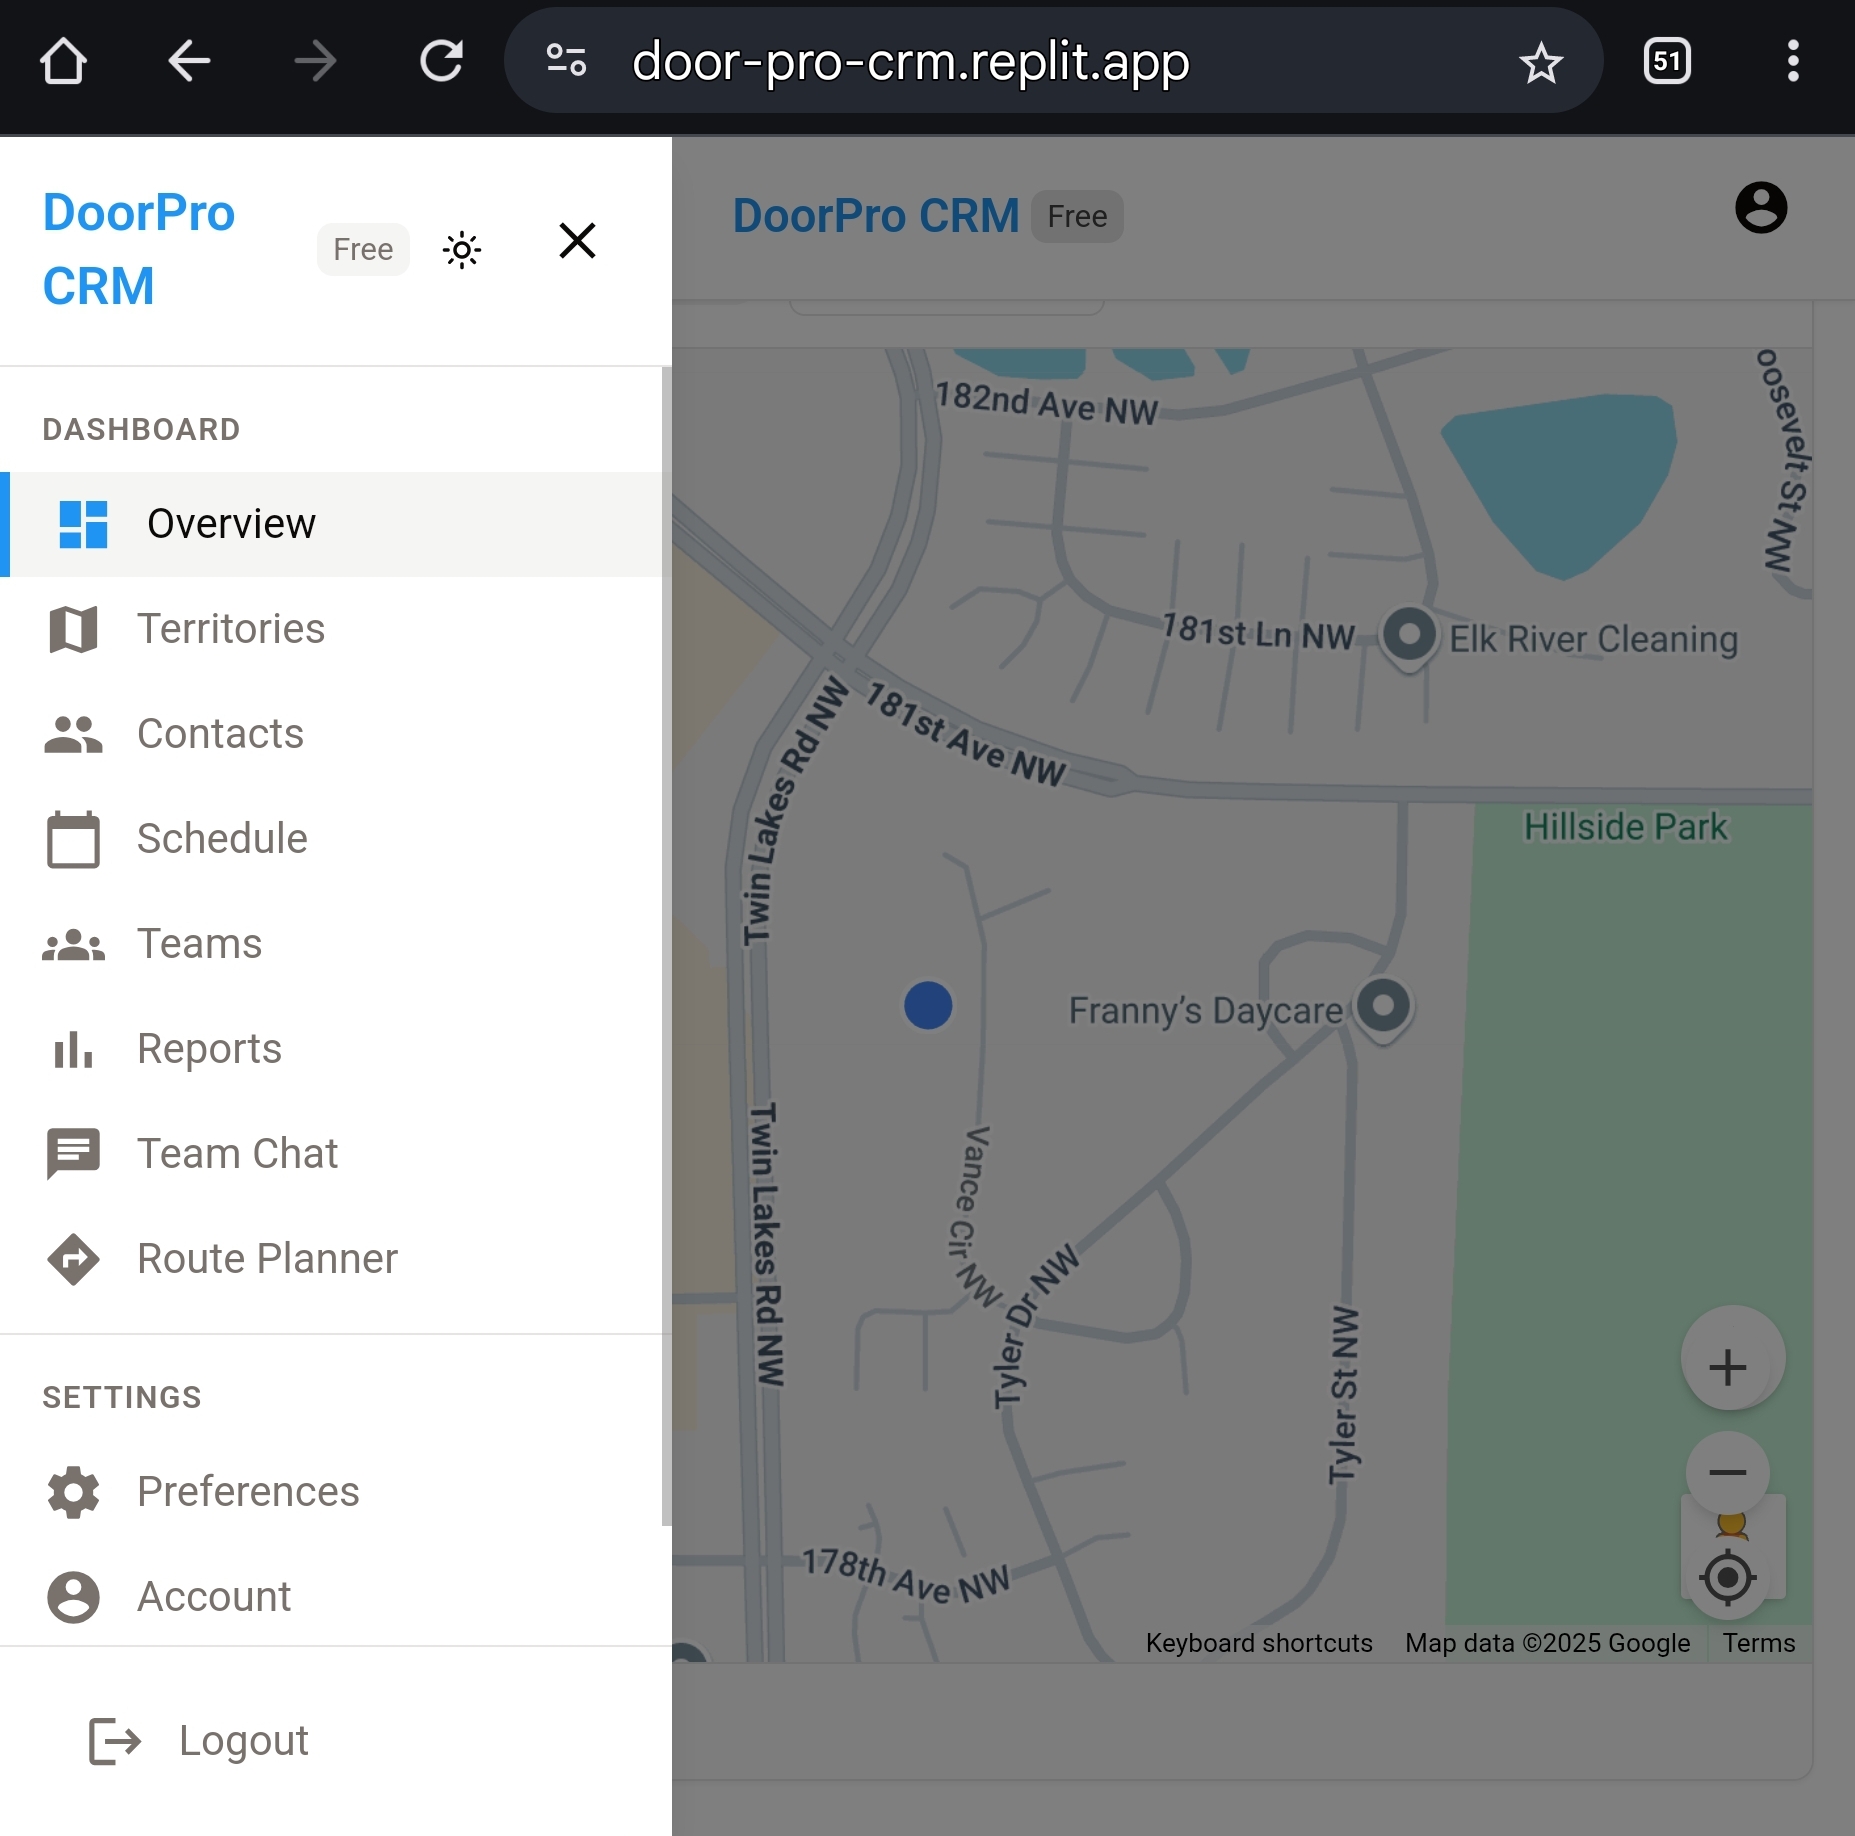 door-pro-crm.replit.app
51
DoorPro
CRM
Free
DoorPro CRM
Free
DASHBOARD
Overview
Territories
Contacts
Schedule
Teams
Reports
Team Chat
Route Planner
SETTINGS
Preferences
Account
Logout
182nd Ave NW
oosevelt St NW
181st Ln NW
Elk River Cleaning
181st Ave NW
Twin Lakes Rd NW
Hillside Park
Franny’s Daycare
Twin Lakes Rd NW
Vance Cir NW
Tyler Dr NW
Tyler St NW
178th Ave NW
Keyboard shortcuts
Map data ©2025 Google
Terms